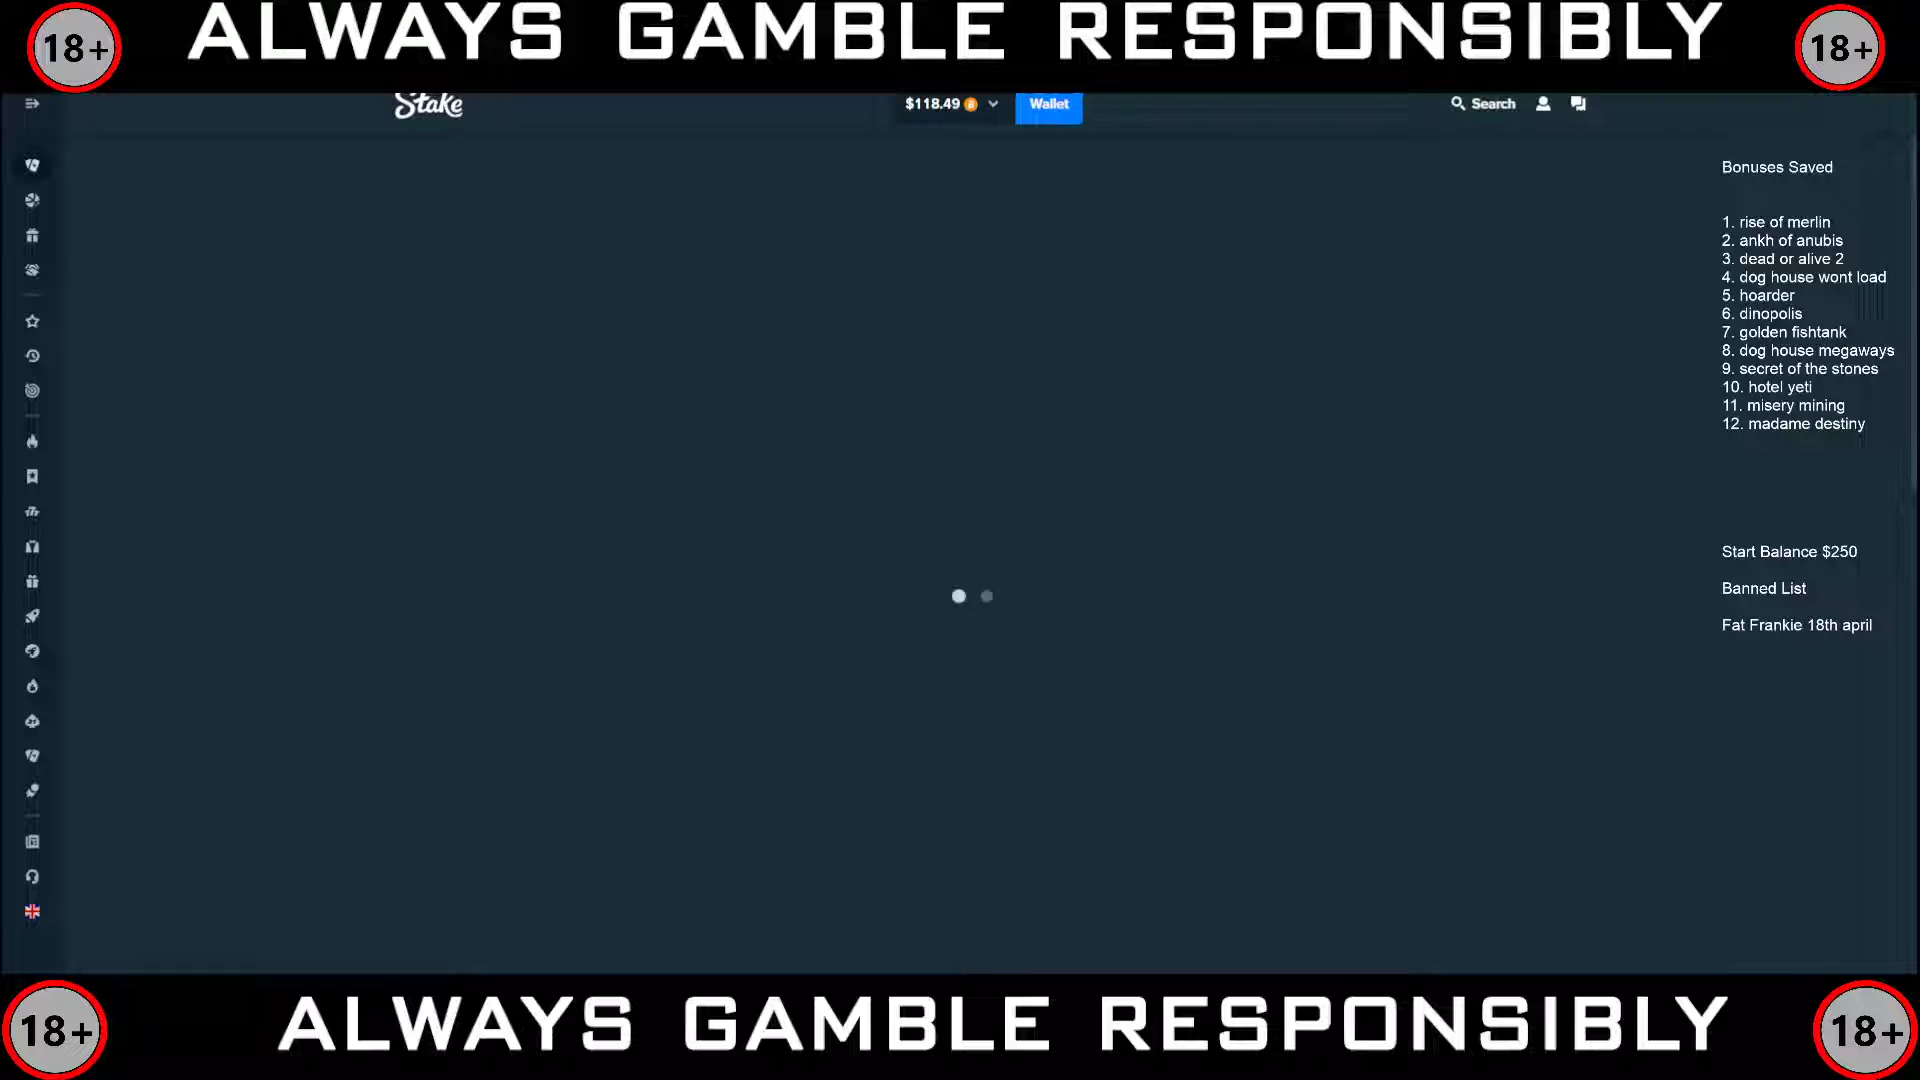 ALWAYS GAMBLE RESPONSIBLY
18+
18+
Stake
$118.49
Wallet
Search
Bonuses Saved
1. rise of merlin
2. ankh of anubis
3. dead or alive 2
4. dog house wont load
5. hoarder
6. dinopolis
7. golden fishtank
8. dog house megaways
9. secret of the stones
10. hotel yeti
11. misery mining
12. madame destiny
Start Balance $250
Banned List
Fat Frankie 18th april
18+
ALWAYS GAMBLE RESPONSIBLY
18+